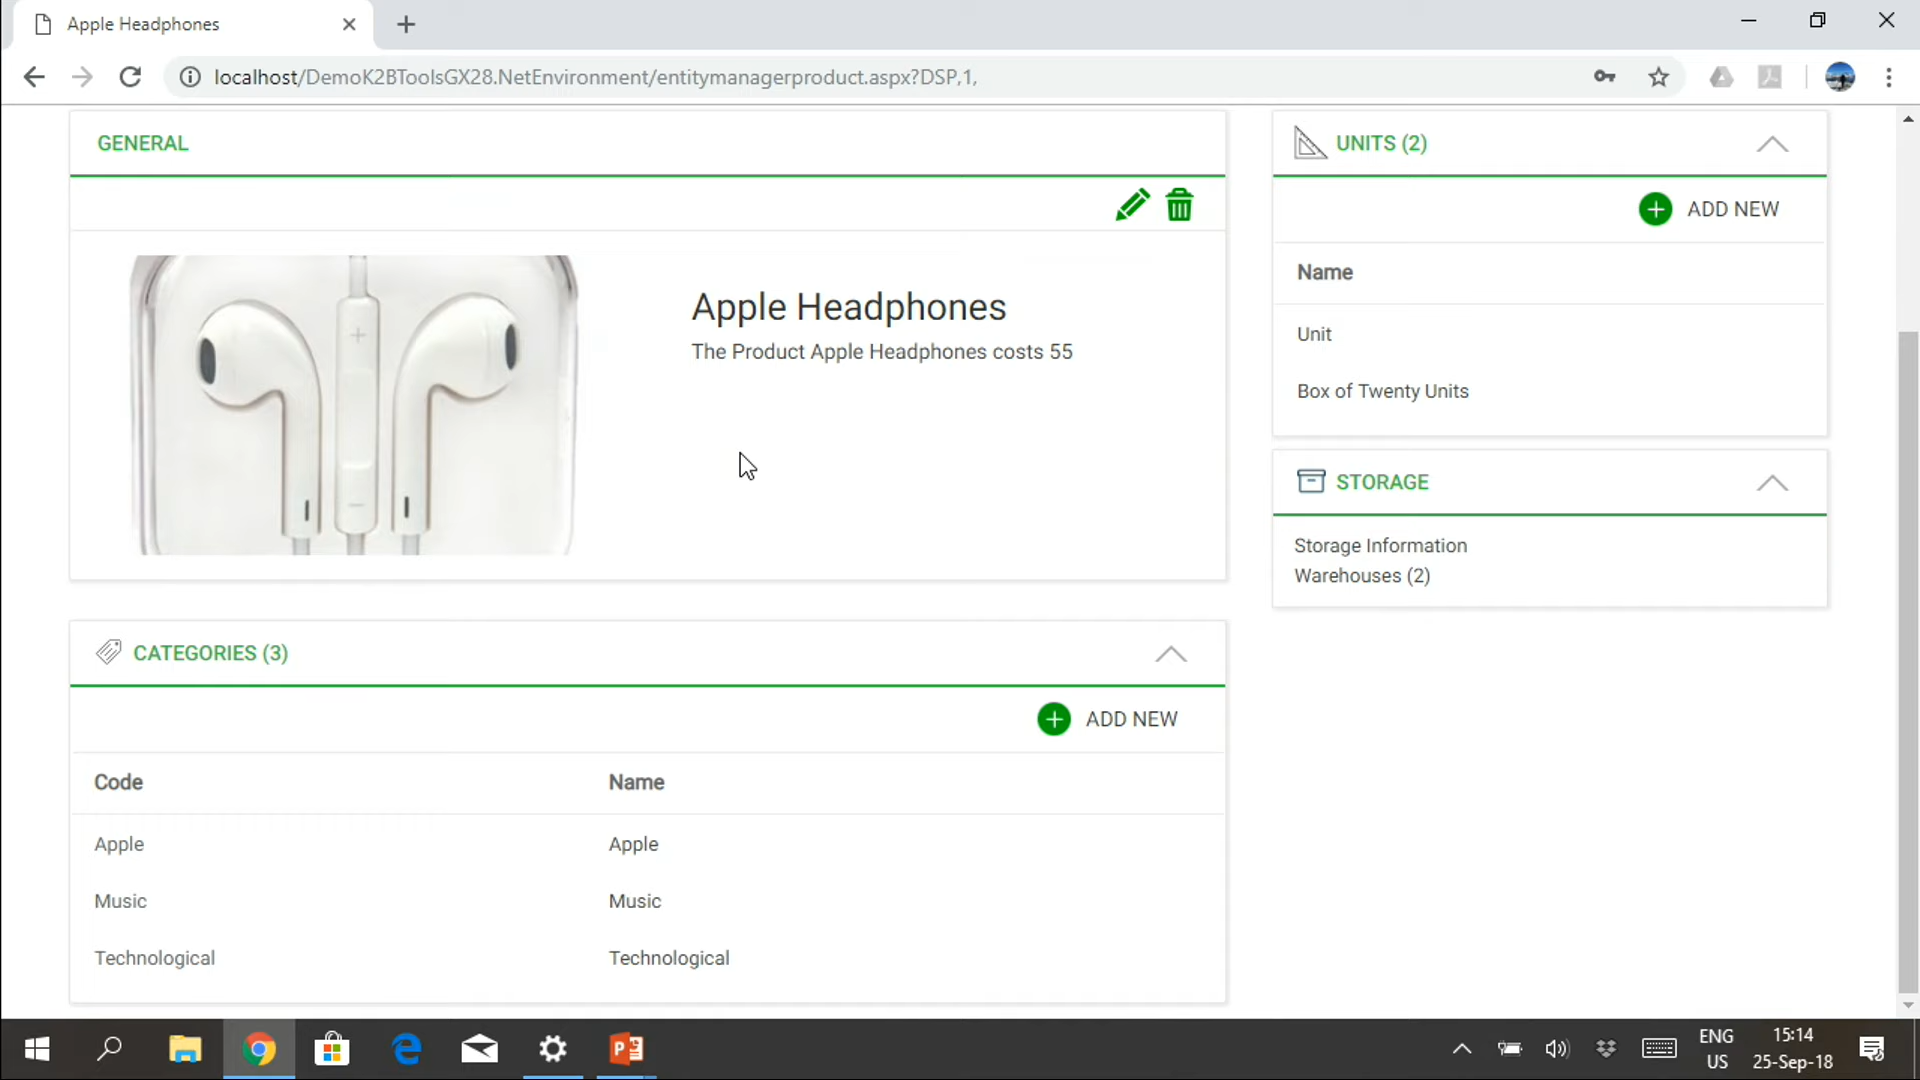 Apple Headphones
localhost/DemoK2BToolsGX28.NetEnvironment/entitymanagerproduct.aspx?DSP,1,
GENERAL
Apple Headphones
The Product Apple Headphones costs 55
CATEGORIES (3)
ADD NEW
Code Name
Apple Apple
Music Music
Technological Technological
UNITS (2)
ADD NEW
Name
Unit
Box of Twenty Units
STORAGE
Storage Information
Warehouses (2)
ENG
US
15:14
25-Sep-18